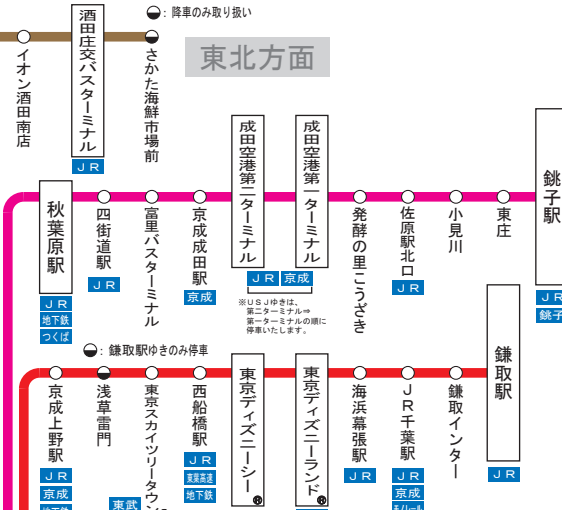 ：降車のみ取り扱い
東北方面
イオン酒田南店
酒田庄交バスターミナル
JR
さかた海鮮市場前
秋葉原駅
JR
地下鉄
つくば
四街道駅
JR
富里バスターミナル
京成成田駅
京成
成田空港第二ターミナル
成田空港第一ターミナル
JR 京成
※USJゆきは、
第二ターミナル⇒
第一ターミナルの順に
停車いたします。
発酵の里こうざき
佐原駅北口
JR
小見川
東庄
銚子駅
JR
銚子
：鎌取駅ゆきのみ停車
京成上野駅
JR
京成
地下鉄
浅草雷門
東京スカイツリータウン®
東武
西船橋駅
JR
東葉高速
地下鉄
東京ディズニーシー®
東京ディズニーランド®
海浜幕張駅
JR
JR千葉駅
JR
京成
モノレール
鎌取インター
鎌取駅
JR